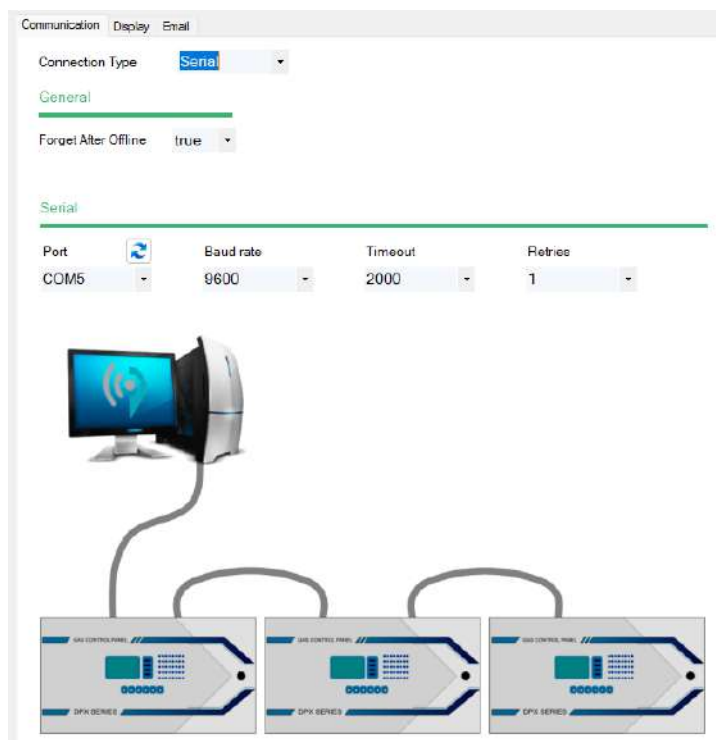 Communication Display Email
Connection Type Serial
General
Forget After Offline true
Serial
Port Baud rate Timeout Retries
COM5 9600 2000 1
GAS CONTROL PANEL GAS CONTROL PANEL GAS CONTROL PANEL
DPX SERIES DPX SERIES DPX SERIES